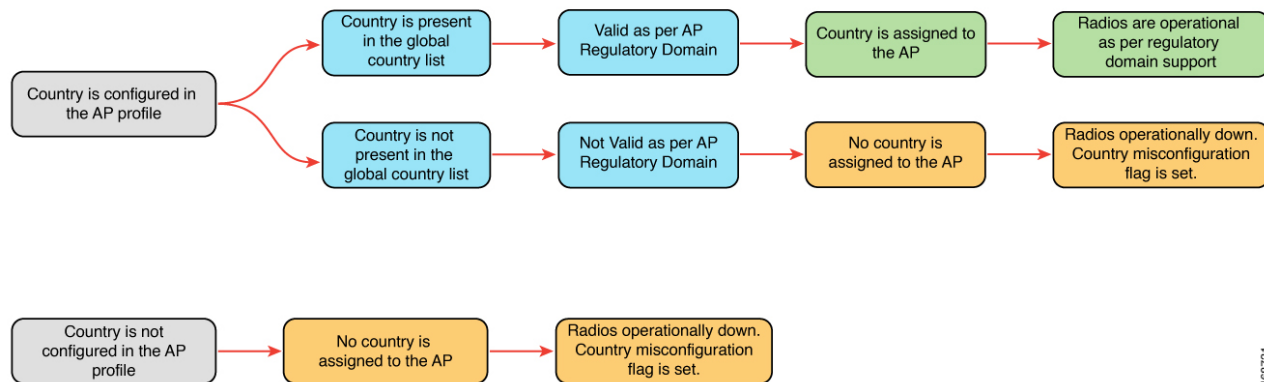 Country is configured in
the AP profile
Country is present
in the global
country list
Valid as per AP
Regulatory Domain
Country is assigned to
the AP
Radios are operational
as per regulatory
domain support
Country is not
present in the
global country list
Not Valid as per AP
Regulatory Domain
No country is
assigned to the AP
Radios operationally down.
Country misconfiguration
flag is set.
Country is not
configured in the AP
profile
No country is
assigned to the AP
Radios operationally down.
Country misconfiguration
flag is set.